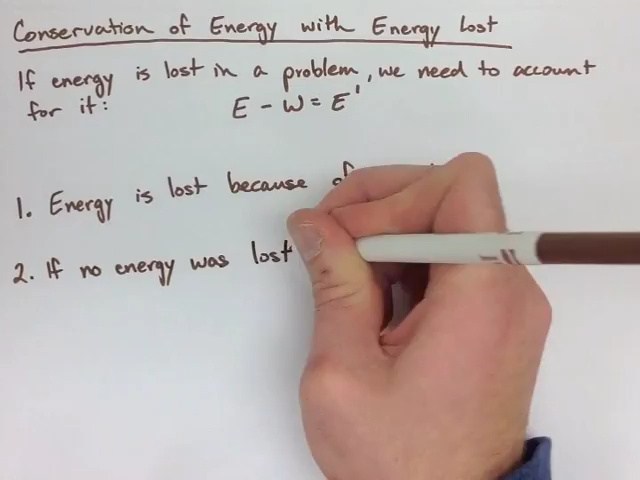 Conservation of Energy with Energy Lost
If energy is lost in a problem, we need to account
for it: E - W = E'
1. Energy is lost because
2. If no energy was lost